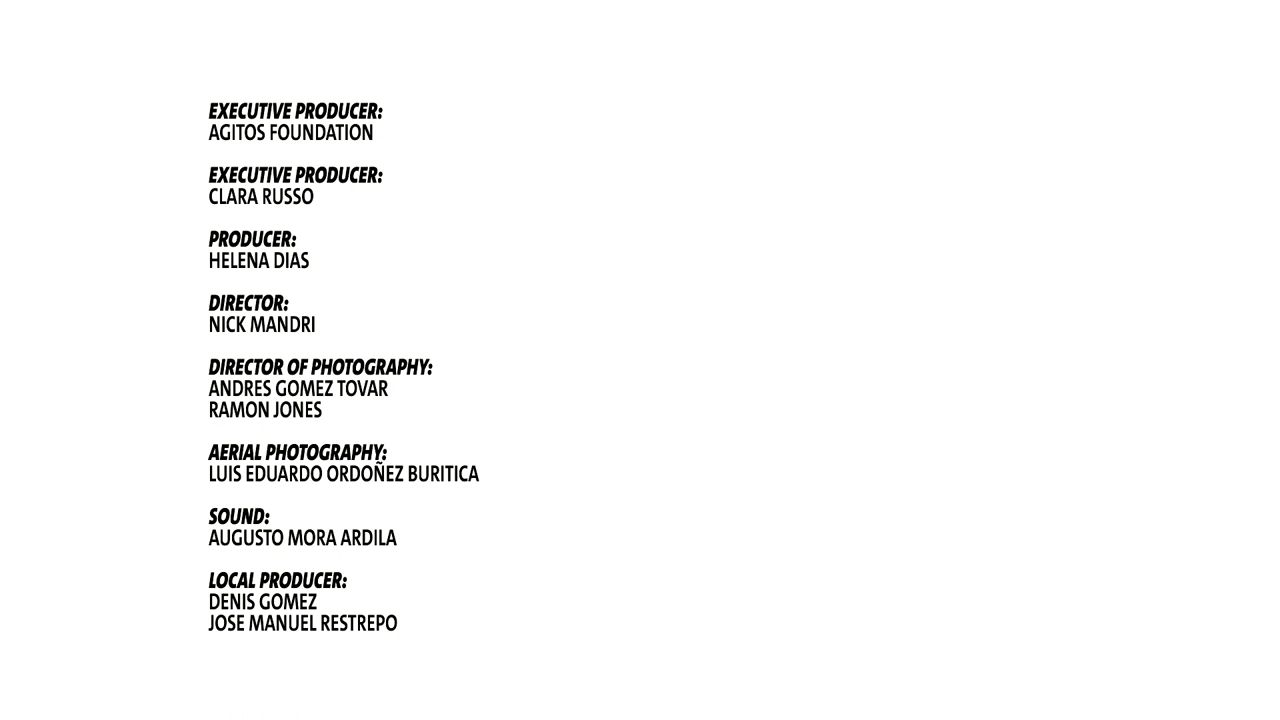 EXECUTIVE PRODUCER:
AGITOS FOUNDATION
EXECUTIVE PRODUCER:
CLARA RUSSO
PRODUCER:
HELENA DIAS
DIRECTOR:
NICK MANDRI
DIRECTOR OF PHOTOGRAPHY:
ANDRES GOMEZ TOVAR
RAMON JONES
AERIAL PHOTOGRAPHY:
LUIS EDUARDO ORDOÑEZ BURITICA
SOUND:
AUGUSTO MORA ARDILA
LOCAL PRODUCER:
DENIS GOMEZ
JOSE MANUEL RESTREPO